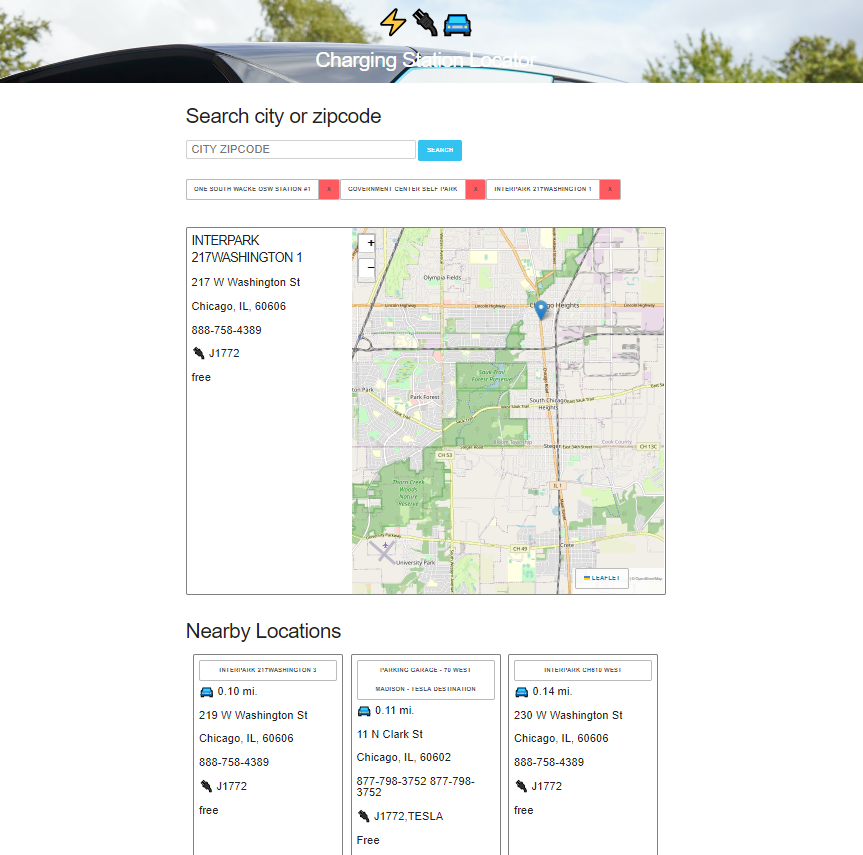 Charging Station Locator
Search city or zipcode
CITY ZIPCODE
SEARCH
ONE SOUTH WACKE OSW STATION #1
X
GOVERNMENT CENTER SELF PARK
X
INTERPARK 217WASHINGTON 1
X
INTERPARK
217WASHINGTON 1
217 W Washington St
Chicago, IL, 60606
888-758-4389
J1772
free
+
−
Olympia Fields
Lincoln Highway
Lincoln Highway
Lincoln Highway
Sauk Trail
Forest Preserve
Park Forest
South Chicago
Heights
Sauk Trail
Steger
CH 53
Cook County
CH 13C
Thorn Creek
Woods
Nature
Reserve
IL 1
University Park
CH 49
Crete
LEAFLET
| © OpenStreetMap
Nearby Locations
INTERPARK 217WASHINGTON 3
0.10 mi.
219 W Washington St
Chicago, IL, 60606
888-758-4389
J1772
free
PARKING GARAGE - 70 WEST
MADISON - TESLA DESTINATION
0.11 mi.
11 N Clark St
Chicago, IL, 60602
877-798-3752 877-798-
3752
J1772,TESLA
Free
INTERPARK CH810 WEST
0.14 mi.
230 W Washington St
Chicago, IL, 60606
888-758-4389
J1772
free